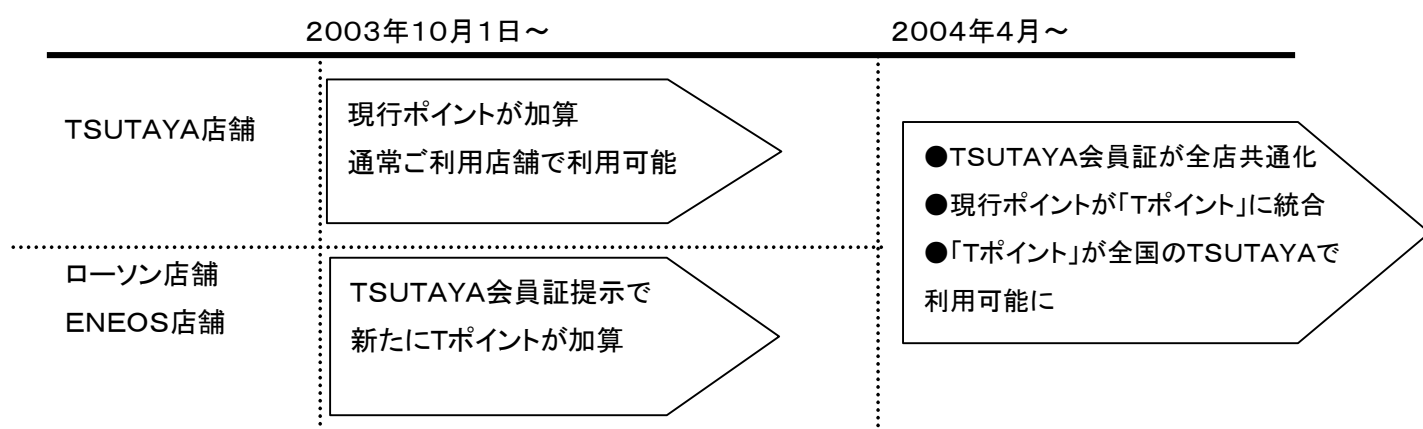 2003年10月1日~
2004年4月~
TSUTAYA店舗
現行ポイントが加算
通常ご利用店舗で利用可能
ローソン店舗
ENEOS店舗
TSUTAYA会員証提示で
新たにTポイントが加算
●TSUTAYA会員証が全店共通化
●現行ポイントが「Tポイント」に統合
●「Tポイント」が全国のTSUTAYAで
利用可能に